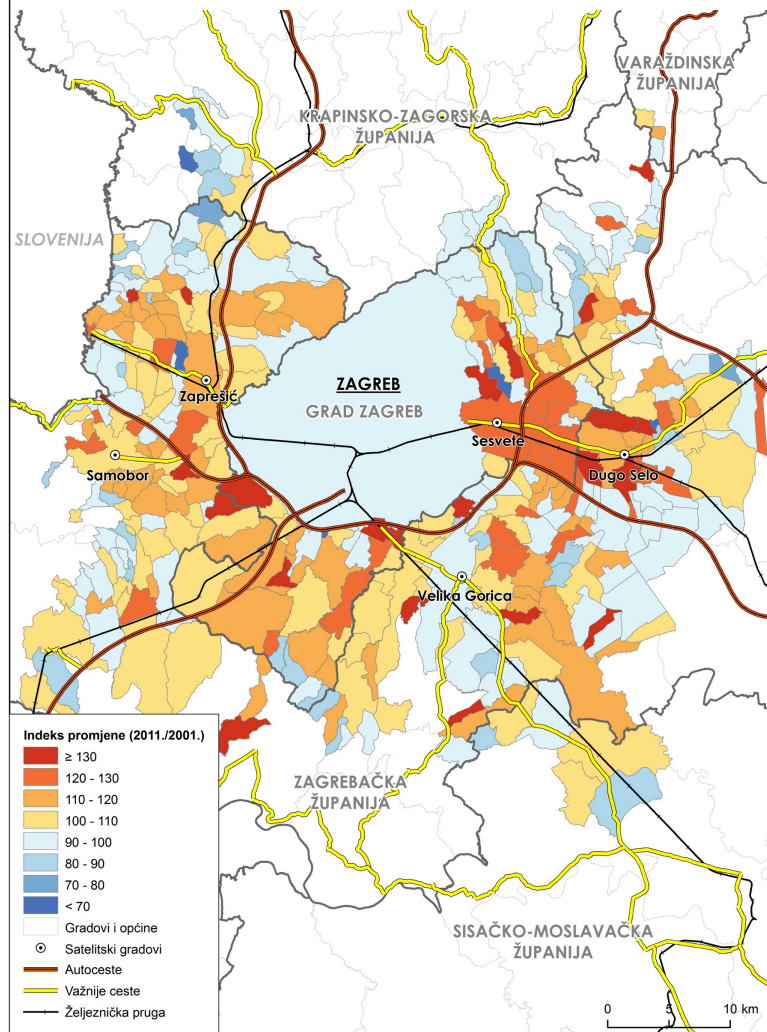 VARAŽDINSKA
ŽUPANIJA
KRAPINSKO-ZAGORSKA
ŽUPANIJA
SLOVENIJA
ZAGREB
GRAD ZAGREB
Zaprešić
Sesvete
Samobor
Dugo Selo
Velika Gorica
Indeks promjene (2011./2001.)
≥ 130
120 - 130
110 - 120
100 - 110
90 - 100
80 - 90
70 - 80
< 70
Gradovi i općine
Satelitski gradovi
Autoceste
Važnije ceste
Željeznička pruga
ZAGREBAČKA
ŽUPANIJA
SISAČKO-MOSLAVAČKA
ŽUPANIJA
0 10 km